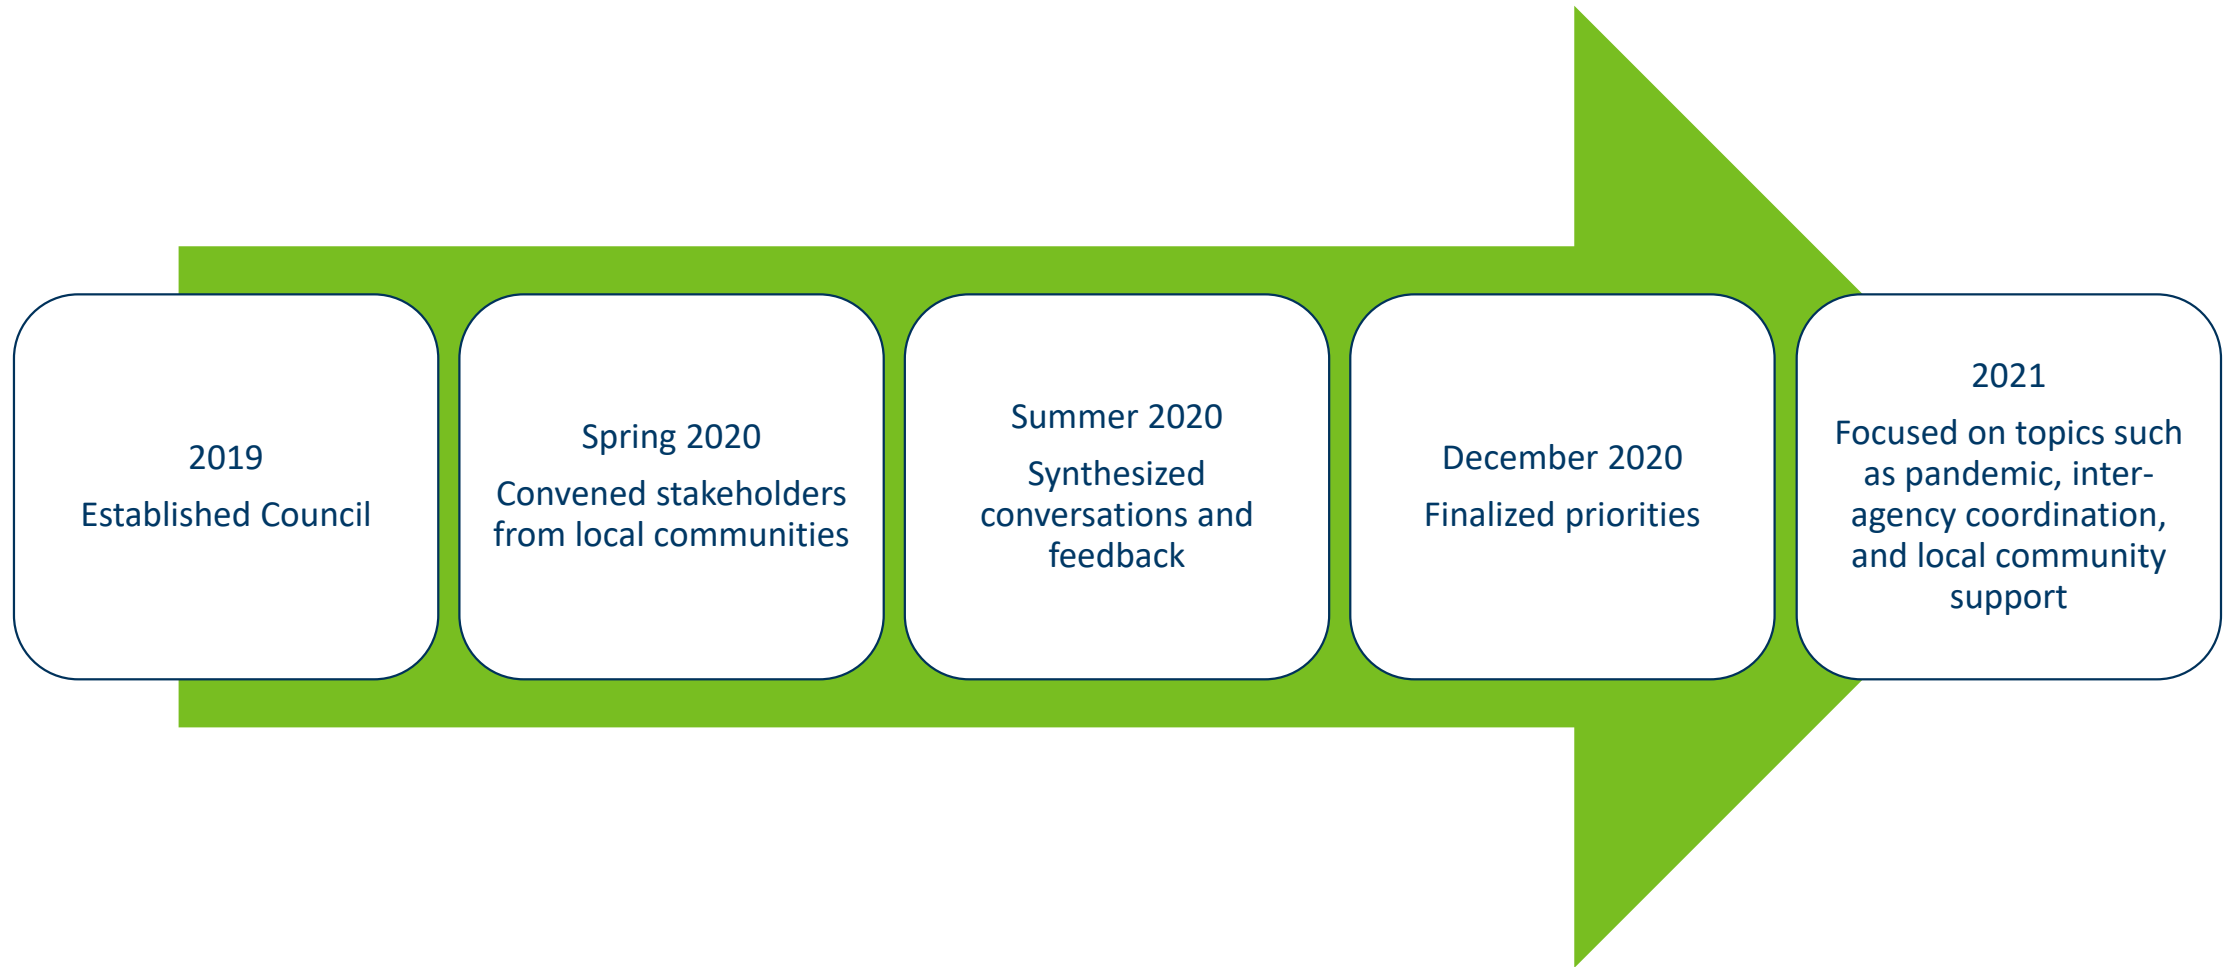 2019
Established Council
Spring 2020
Convened stakeholders
from local communities
Summer 2020
Synthesized
conversations and
feedback
December 2020
Finalized priorities
2021
Focused on topics such
as pandemic, inter-
agency coordination,
and local community
support